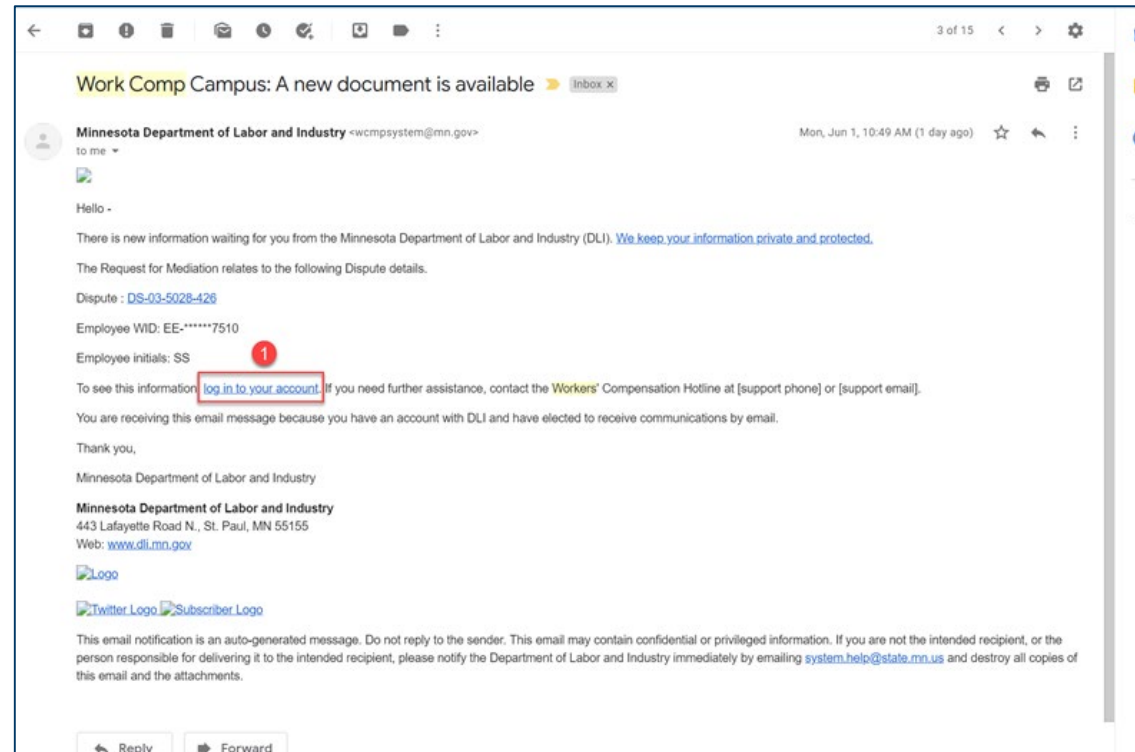 3 of 15
Work Comp Campus: A new document is available Inbox x
Minnesota Department of Labor and Industry <wcmpsystem@mn.gov> Mon, Jun 1, 10:49 AM (1 day ago)
to me
Hello -
There is new information waiting for you from the Minnesota Department of Labor and Industry (DLI). We keep your information private and protected.
The Request for Mediation relates to the following Dispute details.
Dispute : DS-03-5028-426
Employee WID: EE-******7510
Employee initials: SS
1
To see this information, log in to your account. If you need further assistance, contact the Workers' Compensation Hotline at [support phone] or [support email].
You are receiving this email message because you have an account with DLI and have elected to receive communications by email.
Thank you,
Minnesota Department of Labor and Industry
Minnesota Department of Labor and Industry
443 Lafayette Road N., St. Paul, MN 55155
Web: www.dli.mn.gov
Logo
Twitter Logo Subscriber Logo
This email notification is an auto-generated message. Do not reply to the sender. This email may contain confidential or privileged information. If you are not the intended recipient, or the
person responsible for delivering it to the intended recipient, please notify the Department of Labor and Industry immediately by emailing system.help@state.mn.us and destroy all copies of
this email and the attachments.
Reply Forward